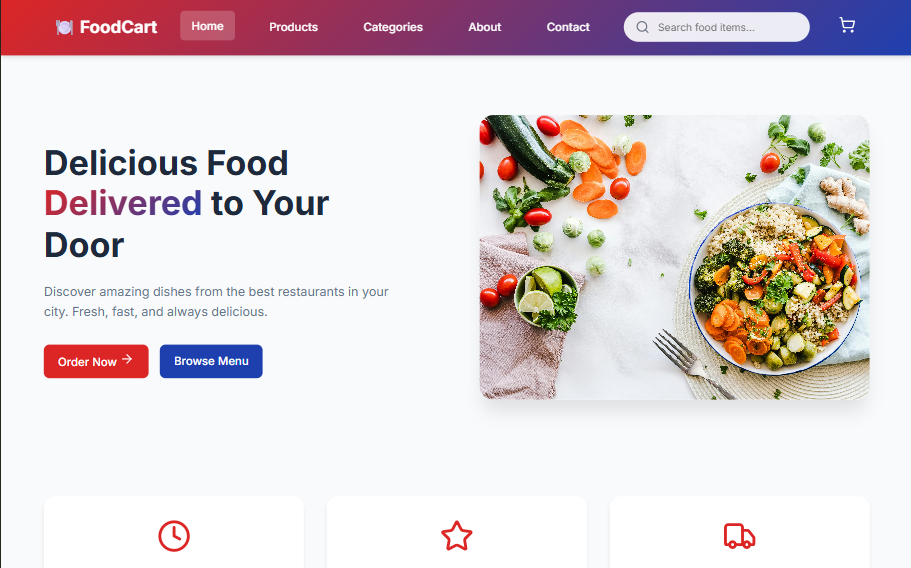 FoodCart
Home
Products
Categories
About
Contact
Search food items...
Delicious Food
Delivered to Your
Door
Discover amazing dishes from the best restaurants in your
city. Fresh, fast, and always delicious.
Order Now →
Browse Menu